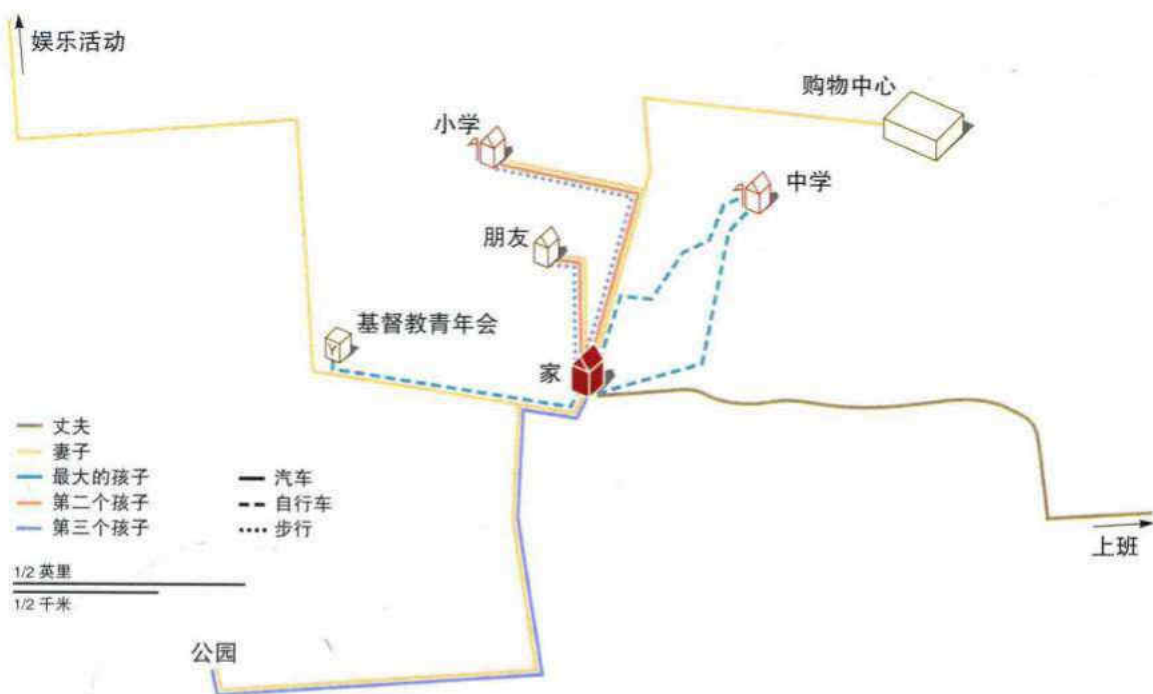 娱乐活动
购物中心
小学
中学
朋友
基督教青年会
Y
家
丈夫
妻子
最大的孩子
第二个孩子
第三个孩子
汽车
自行车
步行
上班
1/2 英里
1/2 千米
公园